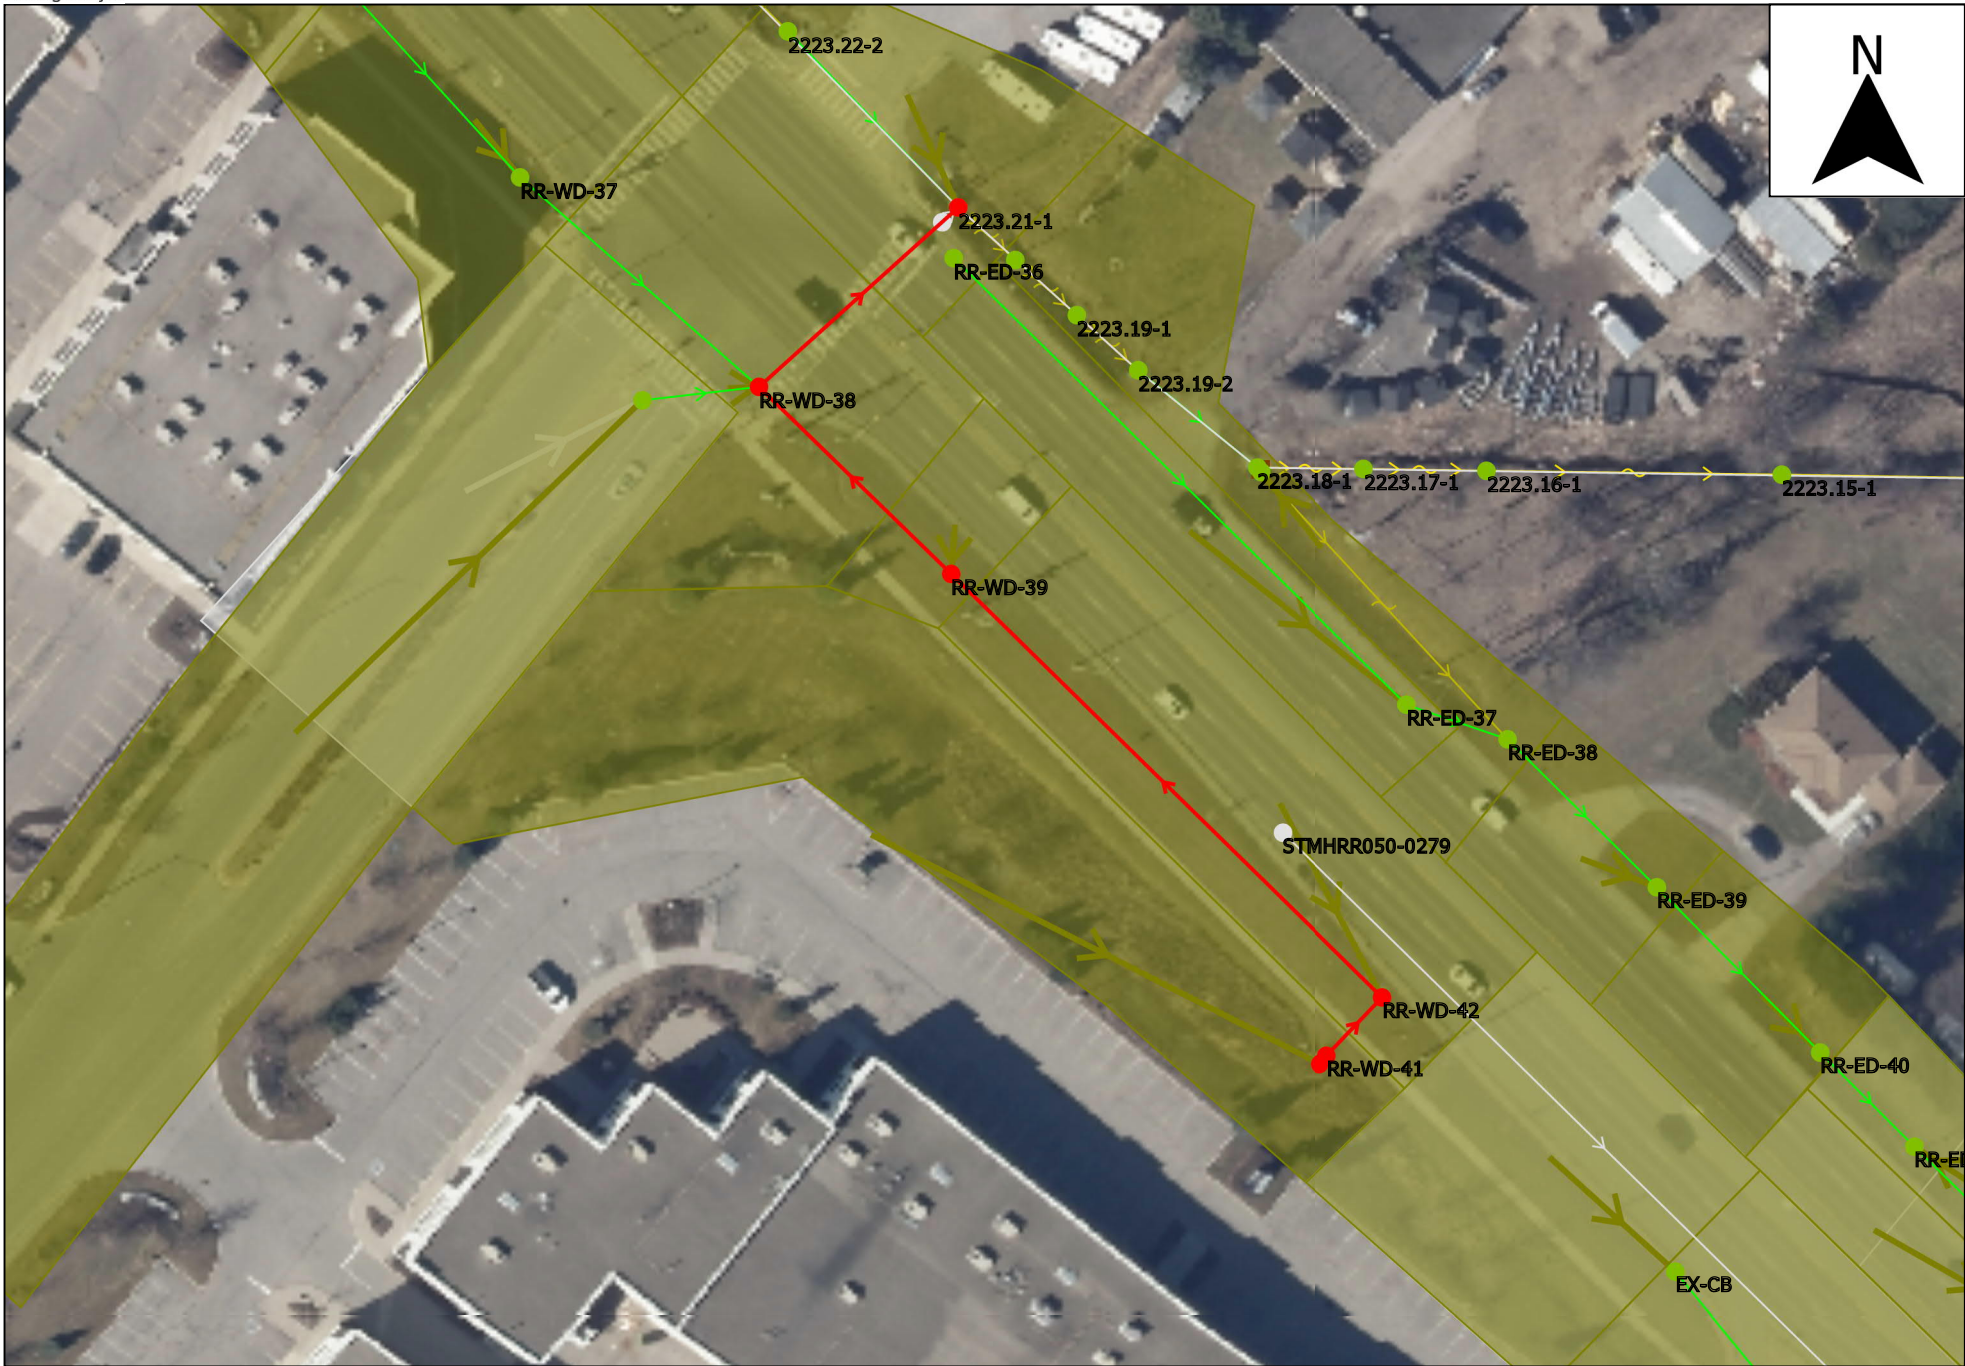 N
2223.22-2
RR-WD-37
2223.21-1
RR-ED-36
2223.19-1
2223.19-2
RR-WD-38
2223.18-1
2223.17-1
2223.16-1
2223.15-1
RR-WD-39
RR-ED-37
RR-ED-38
STMHRR050-0279
RR-ED-39
RR-WD-42
RR-WD-41
RR-ED-40
EX-CB